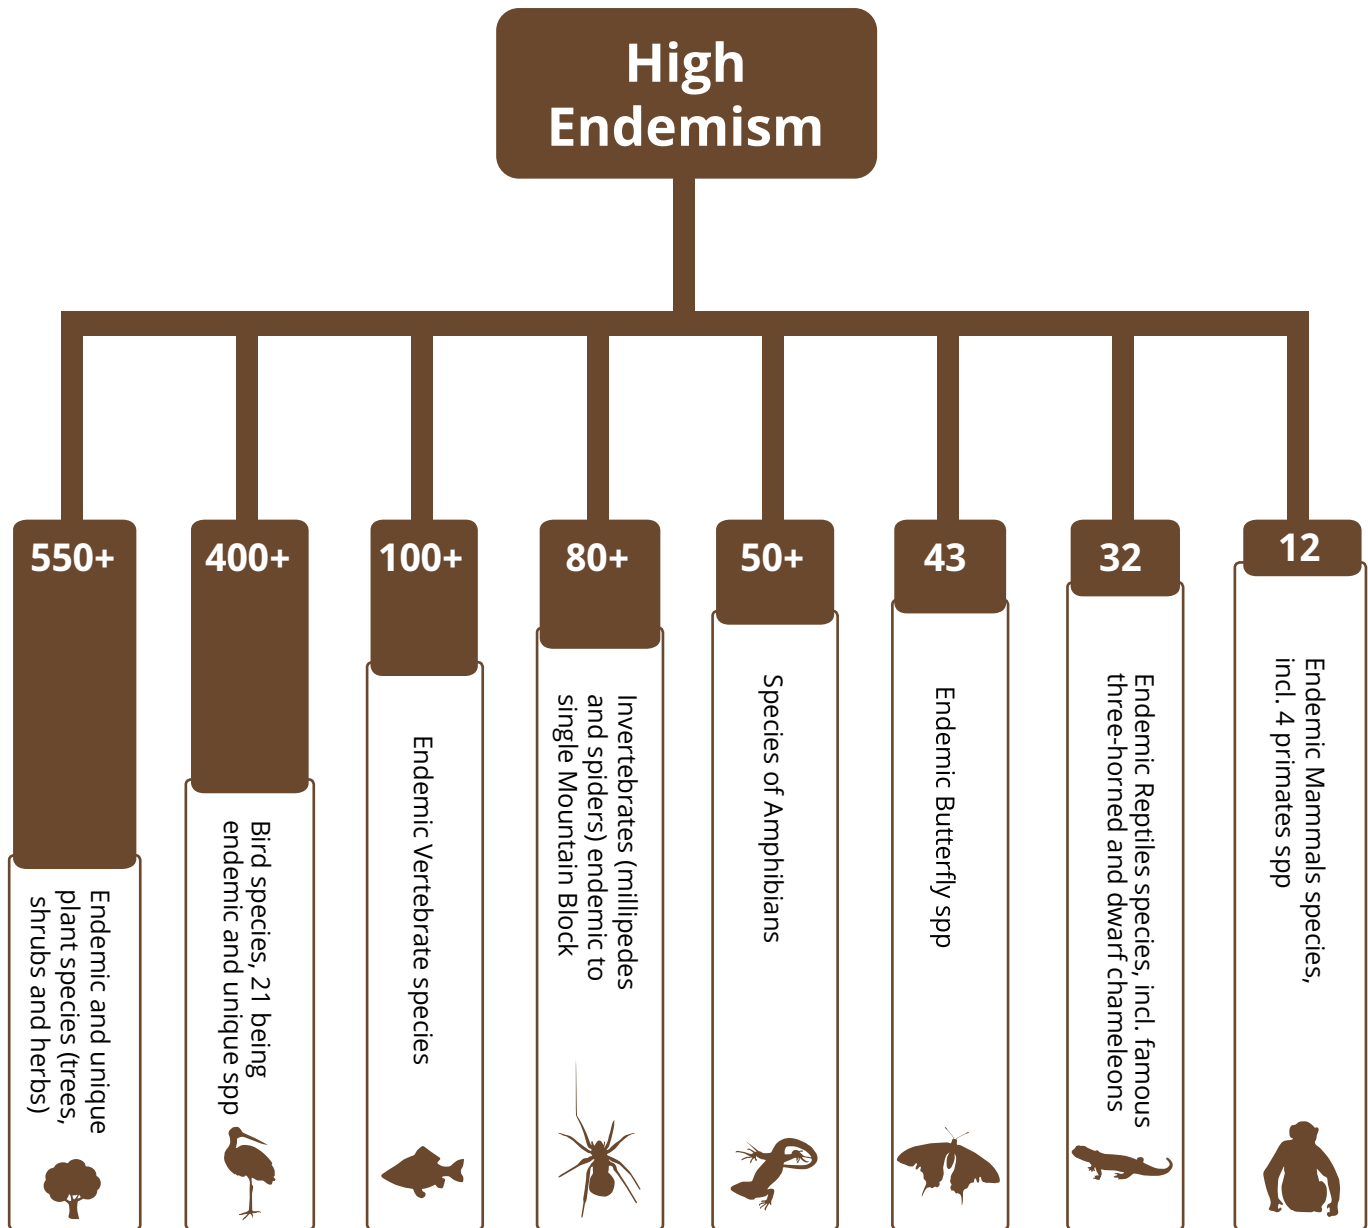 High
Endemism
550+
Endemic and unique
plant species (trees,
shrubs and herbs)
400+
Bird species, 21 being
endemic and unique spp
100+
Endemic Vertebrate species
80+
Invertebrates (millipedes
and spiders) endemic to
single Mountain Block
50+
Species of Amphibians
43
Endemic Butterfly spp
32
Endemic Reptiles species, incl. famous
three-horned and dwarf chameleons
12
Endemic Mammals species,
incl. 4 primates spp